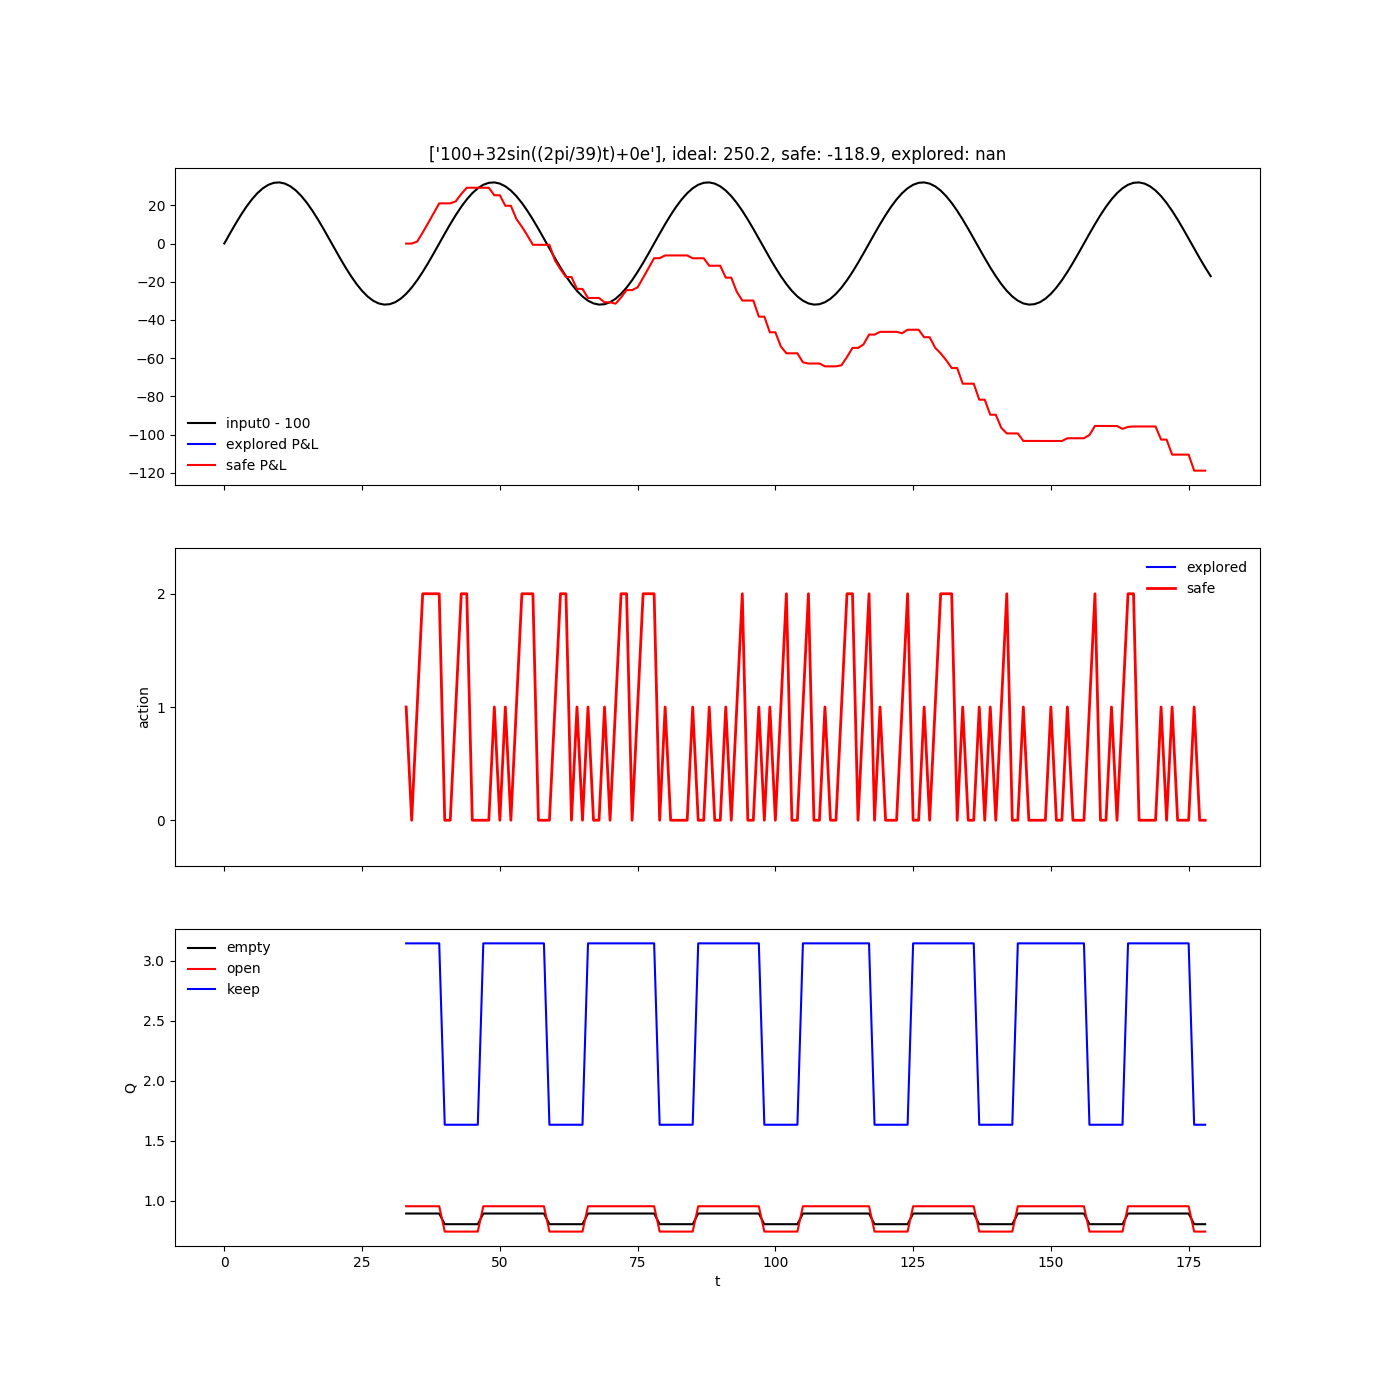 ['100+32sin((2pi/39)t)+0e'], ideal: 250.2, safe: -118.9, explored: nan
20
0
−20
−40
−60
−80
−100
−120
input0 - 100
explored P&L
safe P&L
2
1
0
action
explored
safe
3.0
2.5
2.0
1.5
1.0
Q
empty
open
keep
0
25
50
75
100
125
150
175
t